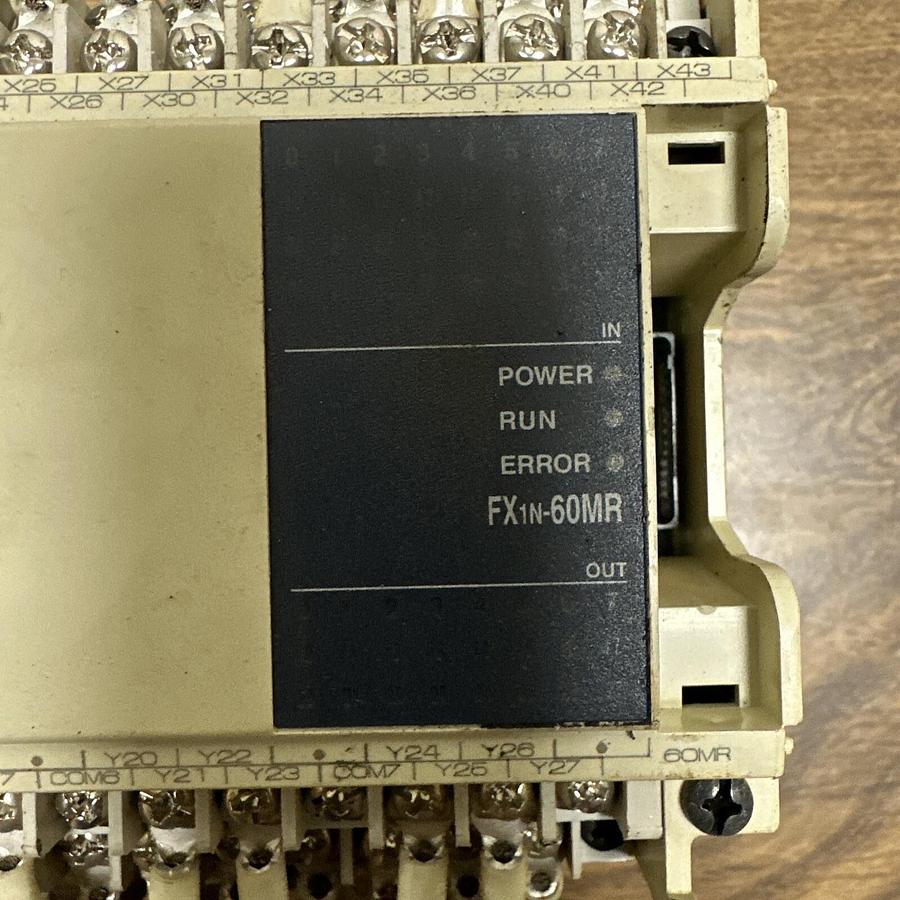 X25 X27 X31 X33 X35 X37 X41 X43
X26 X30 X32 X34 X36 X40 X42
0 1 2 3 4 5 6 7
IN
POWER
RUN
ERROR
FX1N-60MR
OUT
Y20 Y22 Y24 Y26 60MR
COM6 Y21 Y23 COM7 Y25 Y27